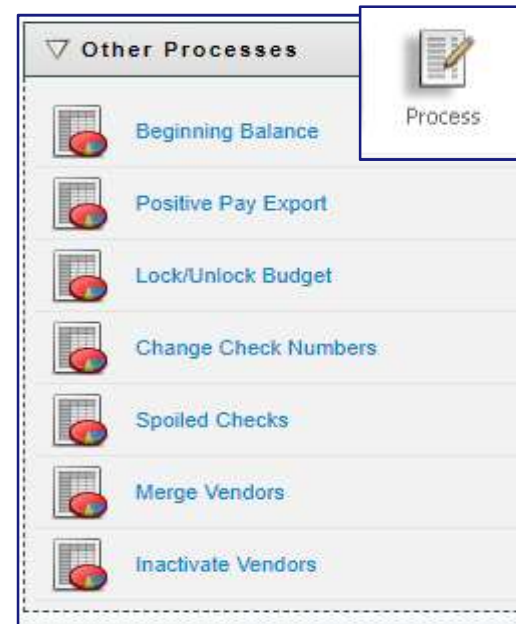 Other Processes
Process
Beginning Balance
Positive Pay Export
Lock/Unlock Budget
Change Check Numbers
Spoiled Checks
Merge Vendors
Inactivate Vendors